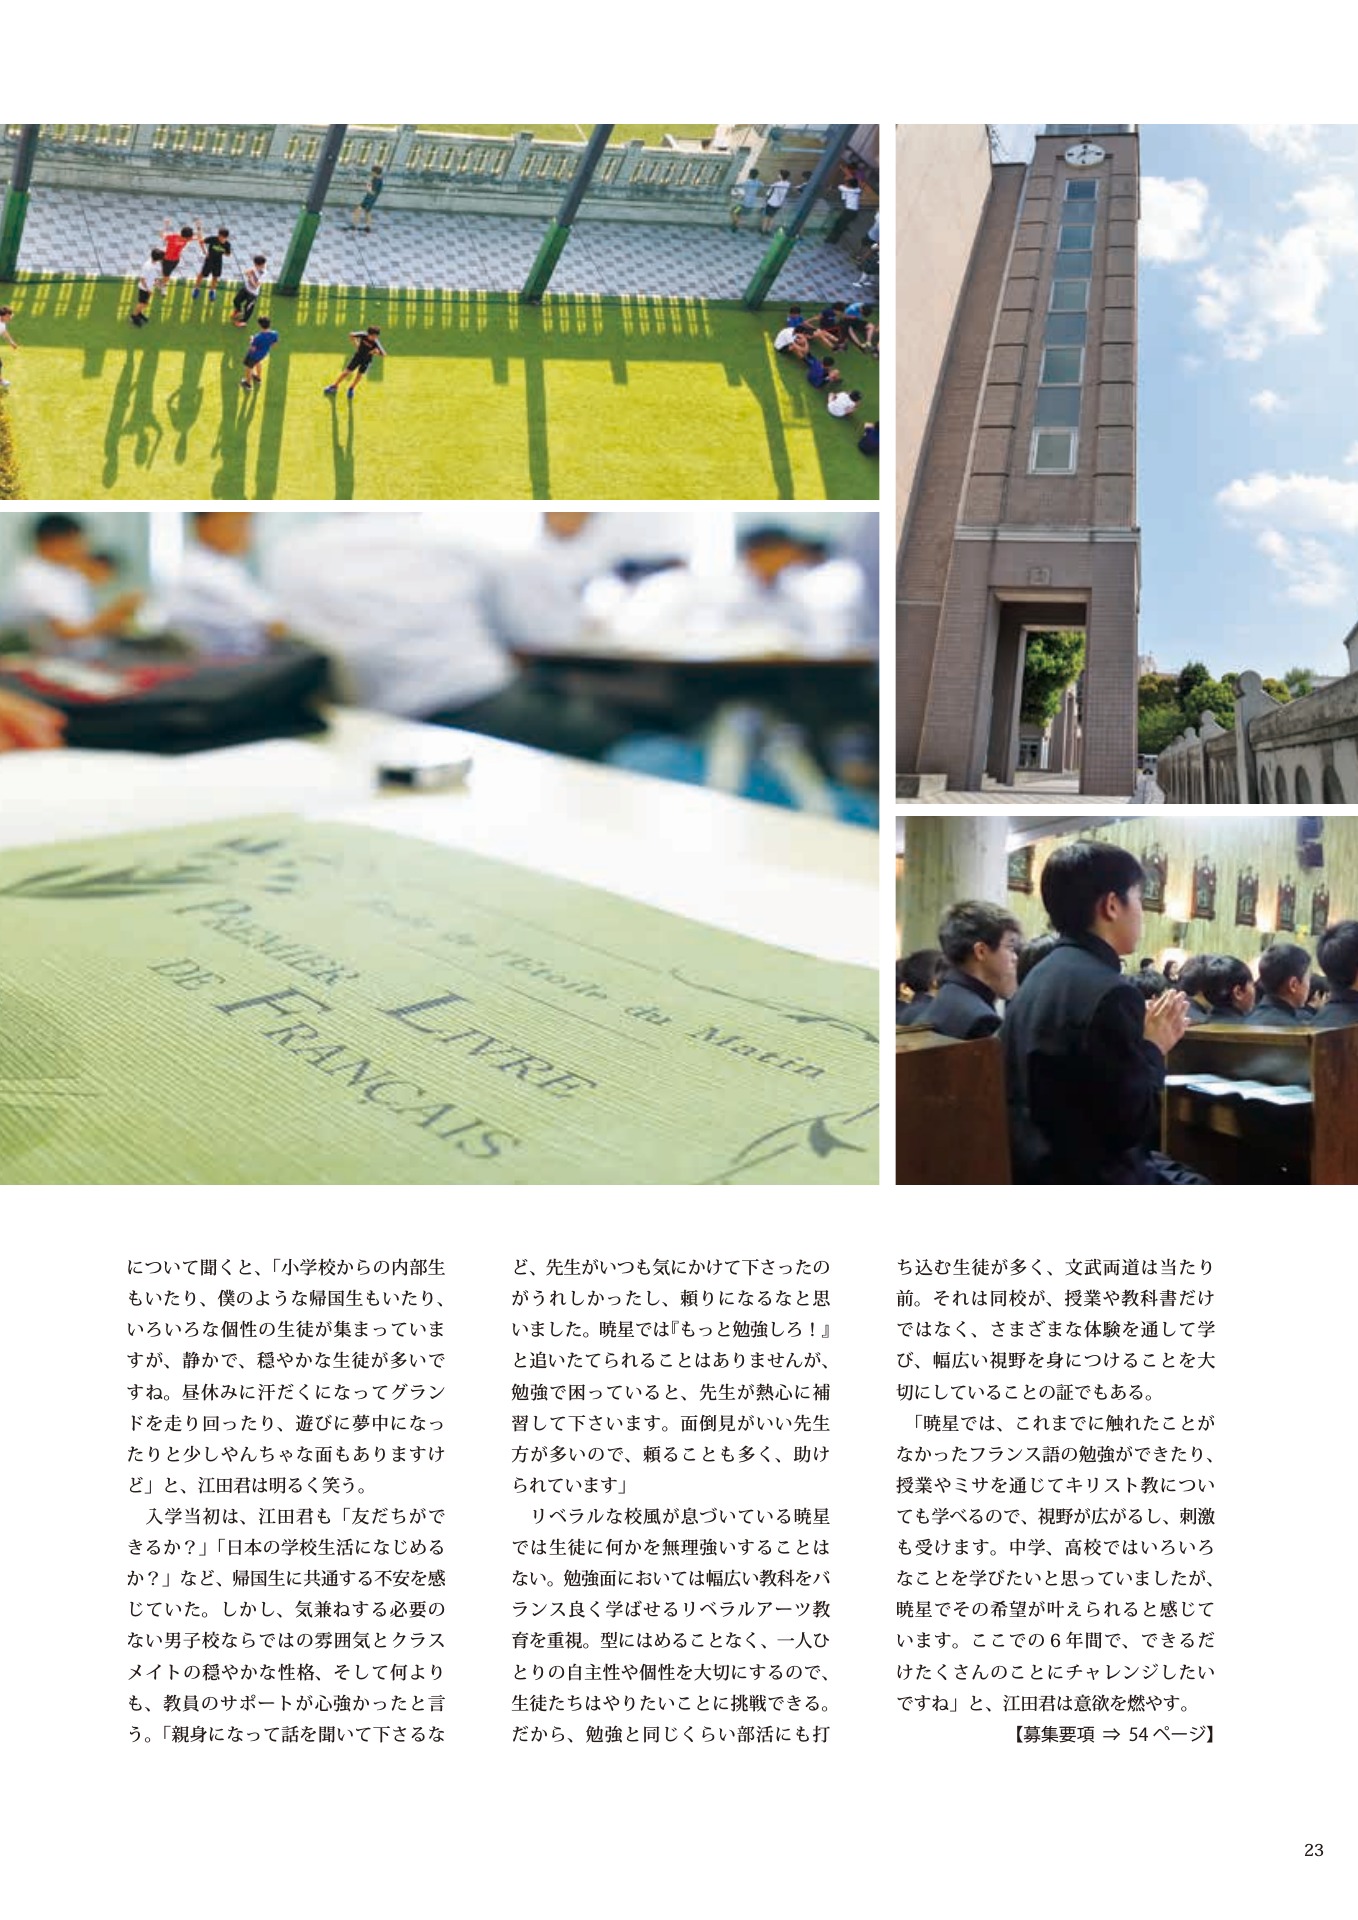 École de l'Étoile du Matin
PREMIER LIVRE
DE FRANÇAIS
について聞くと、「小学校からの内部生
もいたり、僕のような帰国生もいたり、
いろいろな個性の生徒が集まっていま
すが、静かで、穏やかな生徒が多いで
すね。昼休みに汗だくになってグラン
ドを走り回ったり、遊びに夢中になっ
たりと少しやんちゃな面もありますけ
ど」と、江田君は明るく笑う。
入学当初は、江田君も「友だちがで
きるか？」「日本の学校生活になじめる
か？」など、帰国生に共通する不安を感
じていた。しかし、気兼ねする必要の
ない男子校ならではの雰囲気とクラス
メイトの穏やかな性格、そして何より
も、教員のサポートが心強かったと言
う。「親身になって話を聞いて下さるな
ど、先生がいつも気にかけて下さったの
がうれしかったし、頼りになるなと思
いました。暁星では『もっと勉強しろ！』
と追いたてられることはありませんが、
勉強で困っていると、先生が熱心に補
習して下さいます。面倒見がいい先生
方が多いので、頼ることも多く、助け
られています」
リベラルな校風が息づいている暁星
では生徒に何かを無理強いすることは
ない。勉強面においては幅広い教科をバ
ランス良く学ばせるリベラルアーツ教
育を重視。型にはめることなく、一人ひ
とりの自主性や個性を大切にするので、
生徒たちはやりたいことに挑戦できる。
だから、勉強と同じくらい部活にも打
ち込む生徒が多く、文武両道は当たり
前。それは同校が、授業や教科書だけ
ではなく、さまざまな体験を通して学
び、幅広い視野を身につけることを大
切にしていることの証でもある。
「暁星では、これまでに触れたことが
なかったフランス語の勉強ができたり、
授業やミサを通じてキリスト教につい
ても学べるので、視野が広がるし、刺激
も受けます。中学、高校ではいろいろ
なことを学びたいと思っていましたが、
暁星でその希望が叶えられると感じて
います。ここでの６年間で、できるだ
けたくさんのことにチャレンジしたい
ですね」と、江田君は意欲を燃やす。
【募集要項 ⇒ 54 ページ】
23